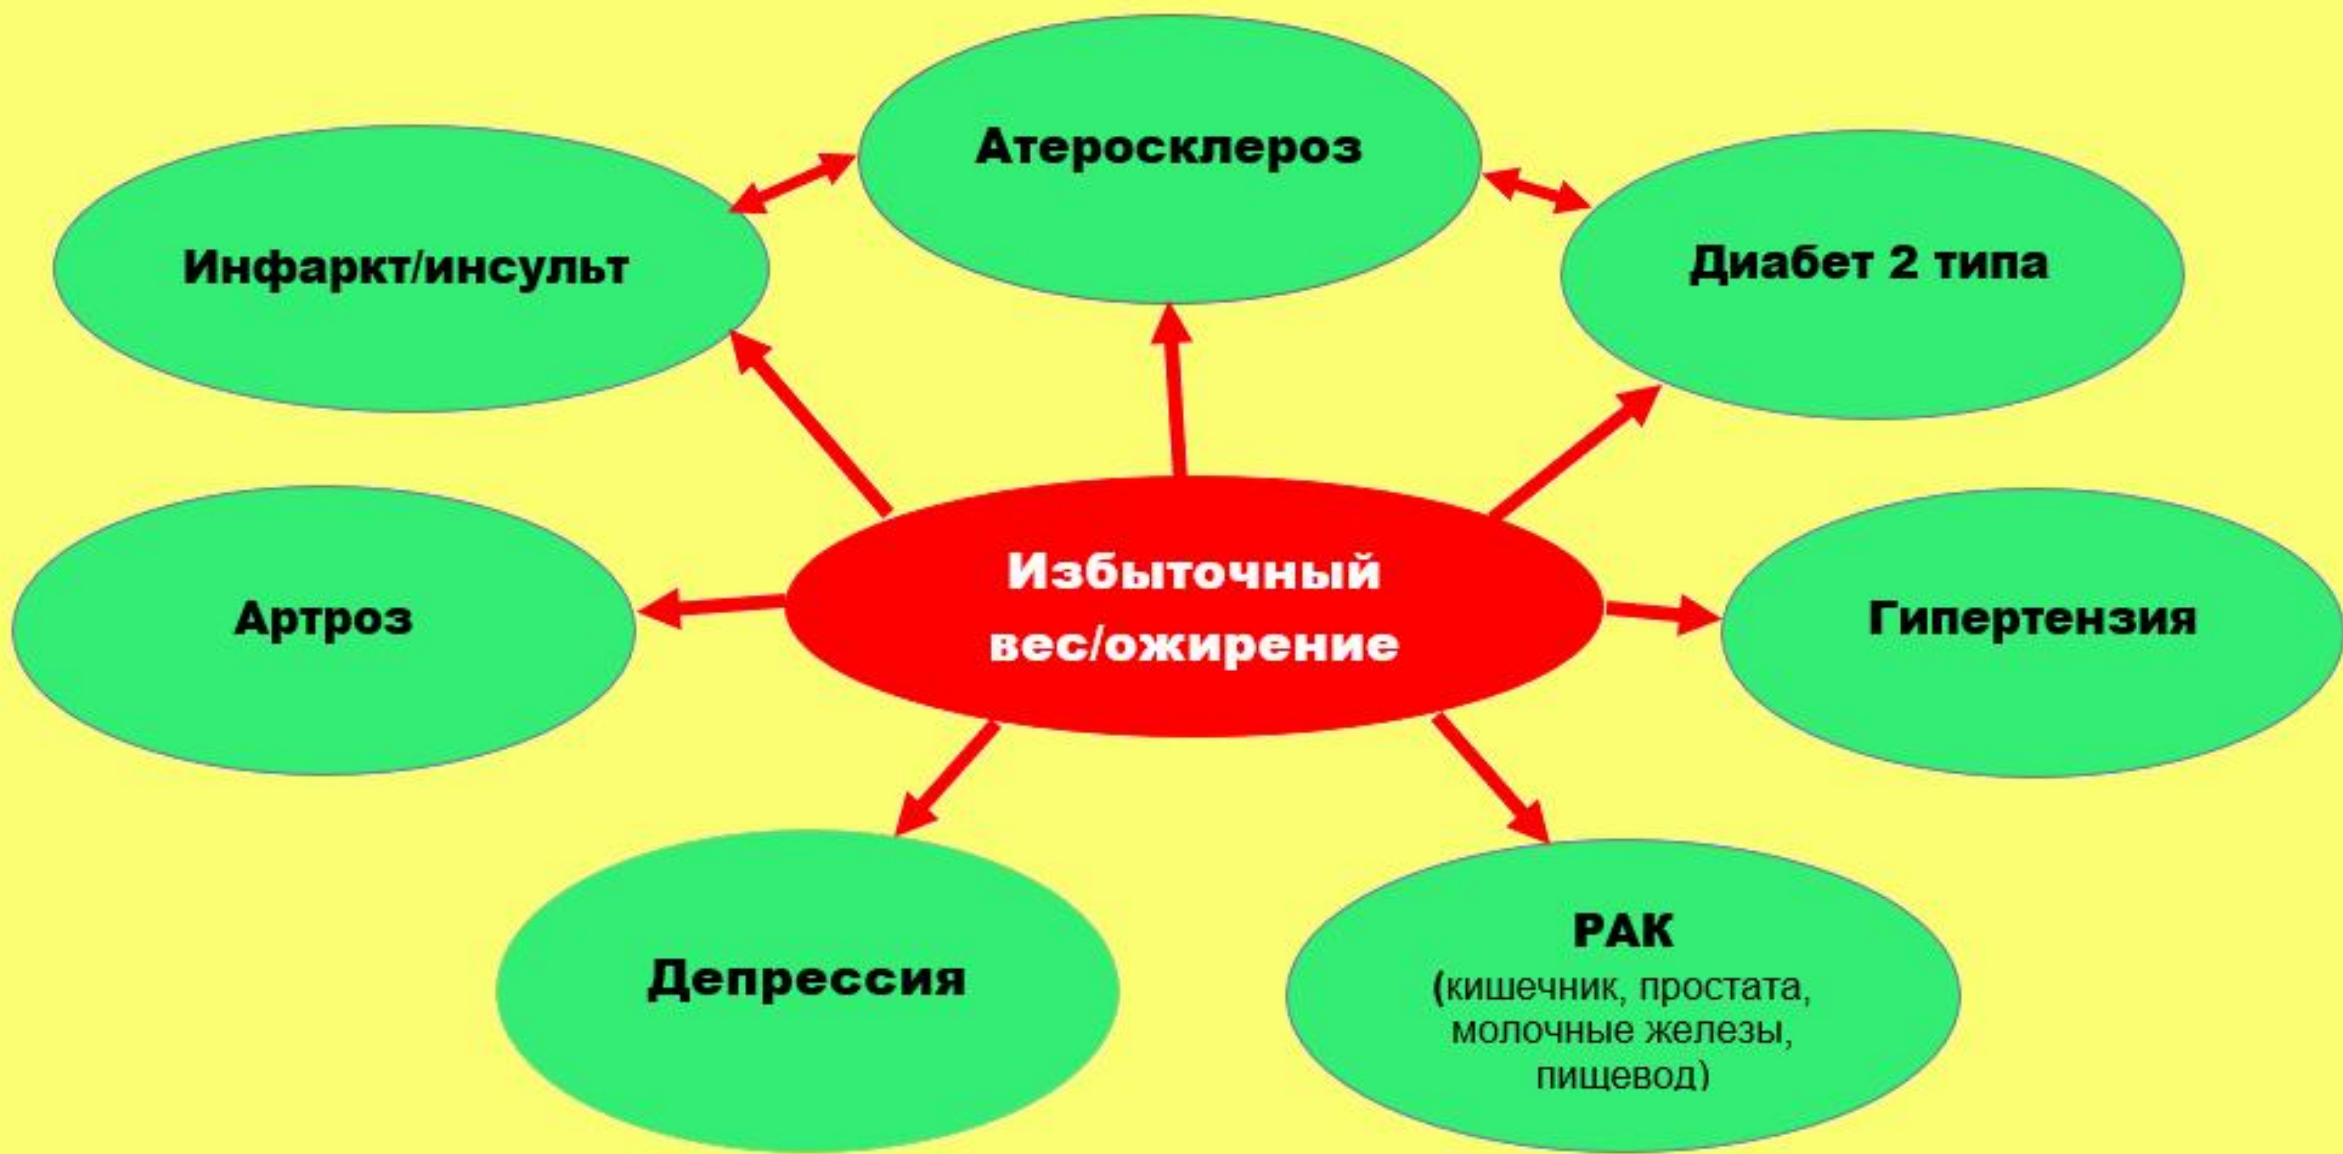 Атеросклероз
Инфаркт/инсульт
Диабет 2 типа
Избыточный
вес/ожирение
Артроз
Гипертензия
Депрессия
РАК
(кишечник, простата,
молочные железы,
пищевод)